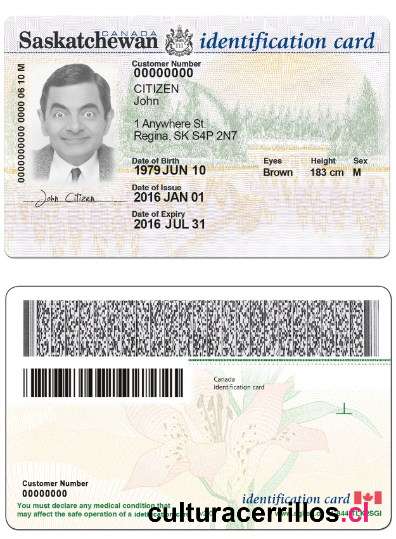 CANADA
Saskatchewan identification card
Customer Number
00000000
CITIZEN
John
1 Anywhere St
Regina, SK S4P 2N7
0000000000 0000 06 10 M
Date of Birth Eyes Height Sex
1979 JUN 10 Brown 183 cm M
Date of Issue
2016 JAN 01
John Citizen
Date of Expiry
2016 JUL 31
Canada
identification card
Customer Number
00000000
identification card
You must declare any medical condition that
may affect the safe operation of a
culturacerrillos.cl